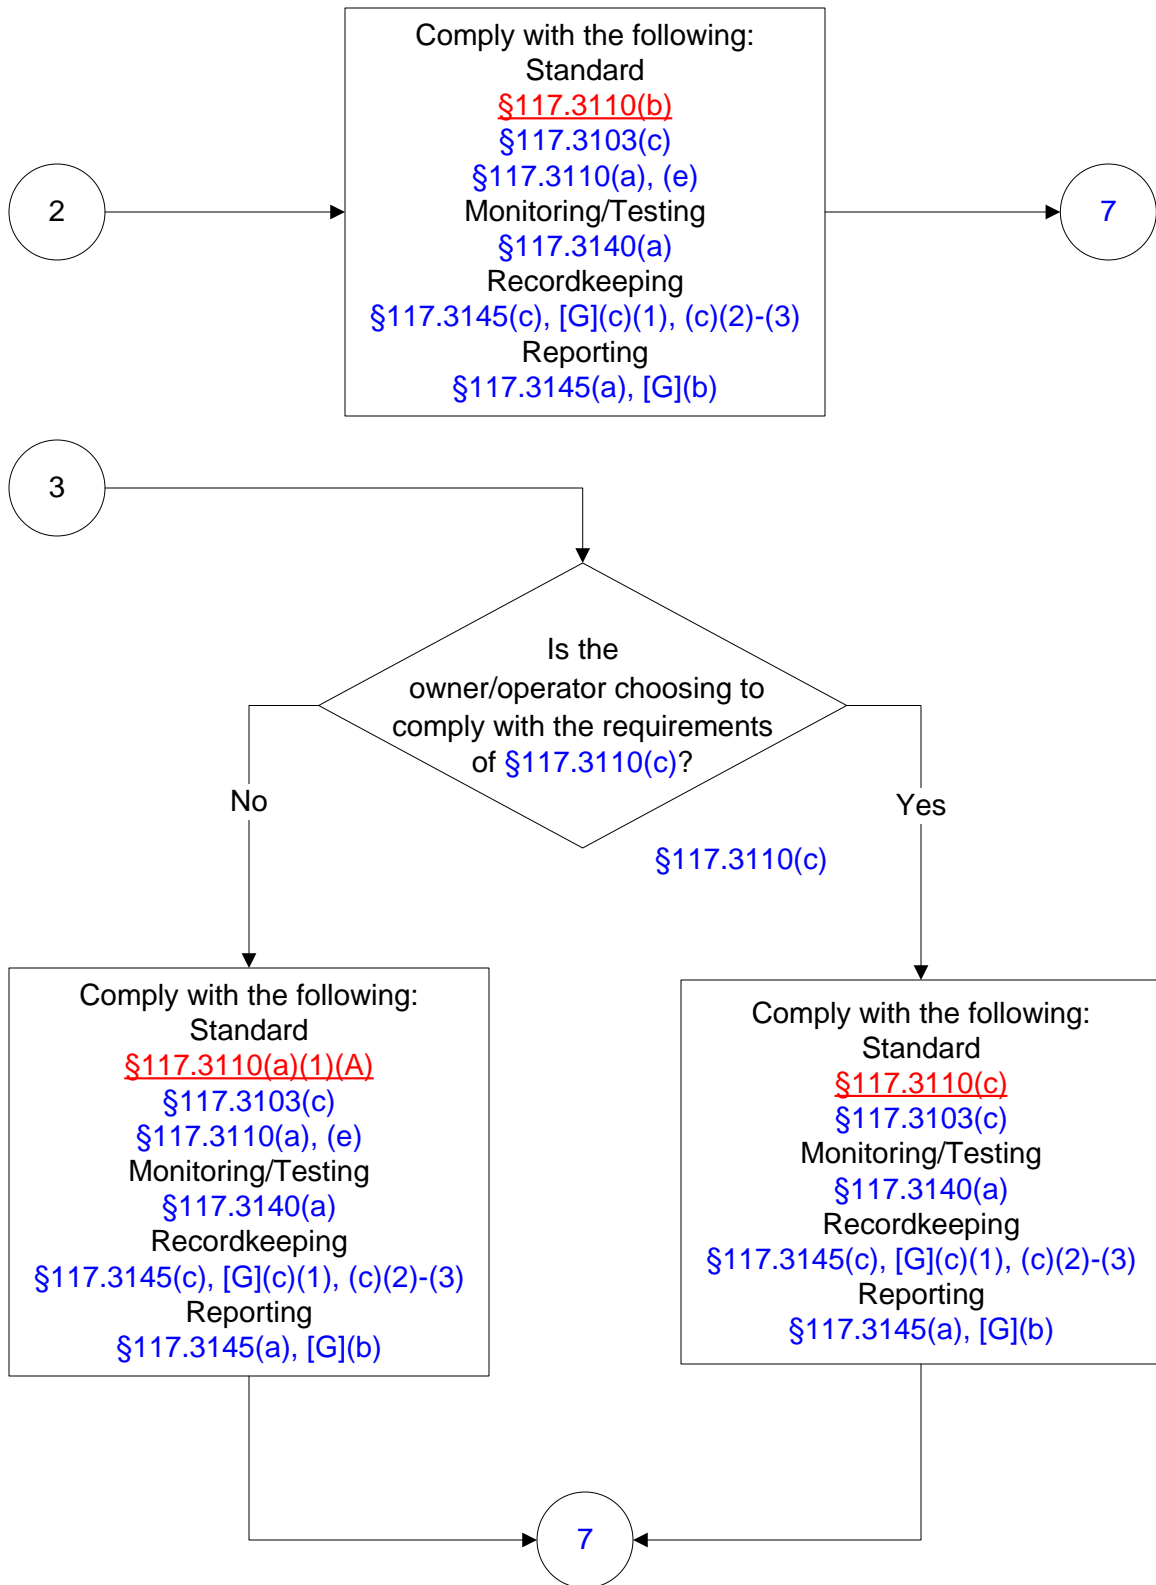 2
Comply with the following:
Standard
§117.3110(b)
§117.3103(c)
§117.3110(a), (e)
Monitoring/Testing
§117.3140(a)
Recordkeeping
§117.3145(c), [G](c)(1), (c)(2)-(3)
Reporting
§117.3145(a), [G](b)
7
3
Is the
owner/operator choosing to
comply with the requirements
of §117.3110(c)?
No
Yes
§117.3110(c)
Comply with the following:
Standard
§117.3110(a)(1)(A)
§117.3103(c)
§117.3110(a), (e)
Monitoring/Testing
§117.3140(a)
Recordkeeping
§117.3145(c), [G](c)(1), (c)(2)-(3)
Reporting
§117.3145(a), [G](b)
Comply with the following:
Standard
§117.3110(c)
§117.3103(c)
Monitoring/Testing
§117.3140(a)
Recordkeeping
§117.3145(c), [G](c)(1), (c)(2)-(3)
Reporting
§117.3145(a), [G](b)
7